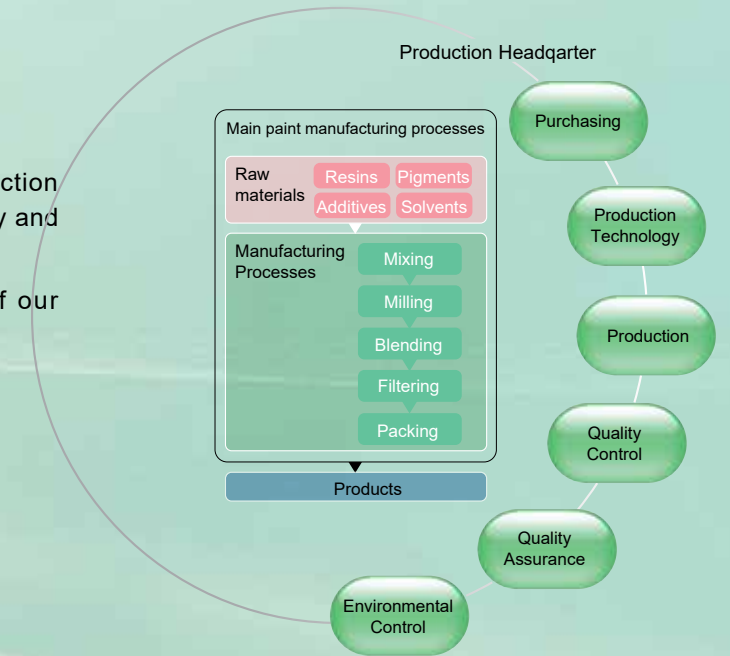 ction
y and
f our
Production Headqarter
Main paint manufacturing processes
Raw
materials
Resins
Pigments
Additives
Solvents
Manufacturing
Processes
Mixing
Milling
Blending
Filtering
Packing
Products
Purchasing
Production
Technology
Production
Quality
Control
Quality
Assurance
Environmental
Control